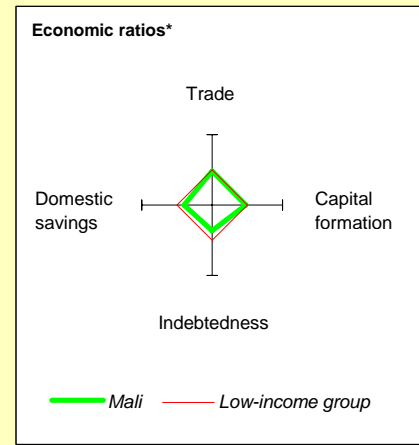 Economic ratios*
Trade
Domestic
savings
Capital
formation
Indebtedness
Mali
Low-income group